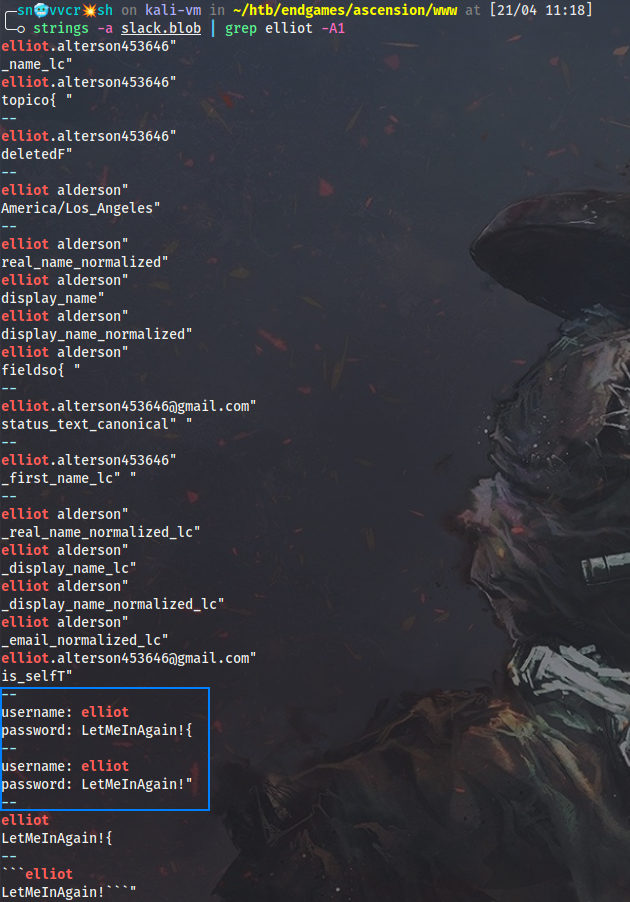 sn🥶vvcr💥sh on kali-vm in ~/htb/endgames/ascension/www at [21/04 11:18]
strings -a slack.blob | grep elliot -A1
elliot.alterson453646"
_name_lc"
elliot.alterson453646"
topico{ "
--
elliot.alterson453646"
deletedF"
--
elliot alderson"
America/Los_Angeles"
--
elliot alderson"
real_name_normalized"
elliot alderson"
display_name"
elliot alderson"
display_name_normalized"
elliot alderson"
fieldso{ "
--
elliot.alterson453646@gmail.com"
status_text_canonical" "
--
elliot.alterson453646"
_first_name_lc" "
--
elliot alderson"
_real_name_normalized_lc"
elliot alderson"
_display_name_lc"
elliot alderson"
_display_name_normalized_lc"
elliot alderson"
_email_normalized_lc"
elliot.alterson453646@gmail.com"
is_selfT"
--
username: elliot
password: LetMeInAgain!{
--
username: elliot
password: LetMeInAgain!"
--
elliot
LetMeInAgain!{
--
```elliot
LetMeInAgain!```"